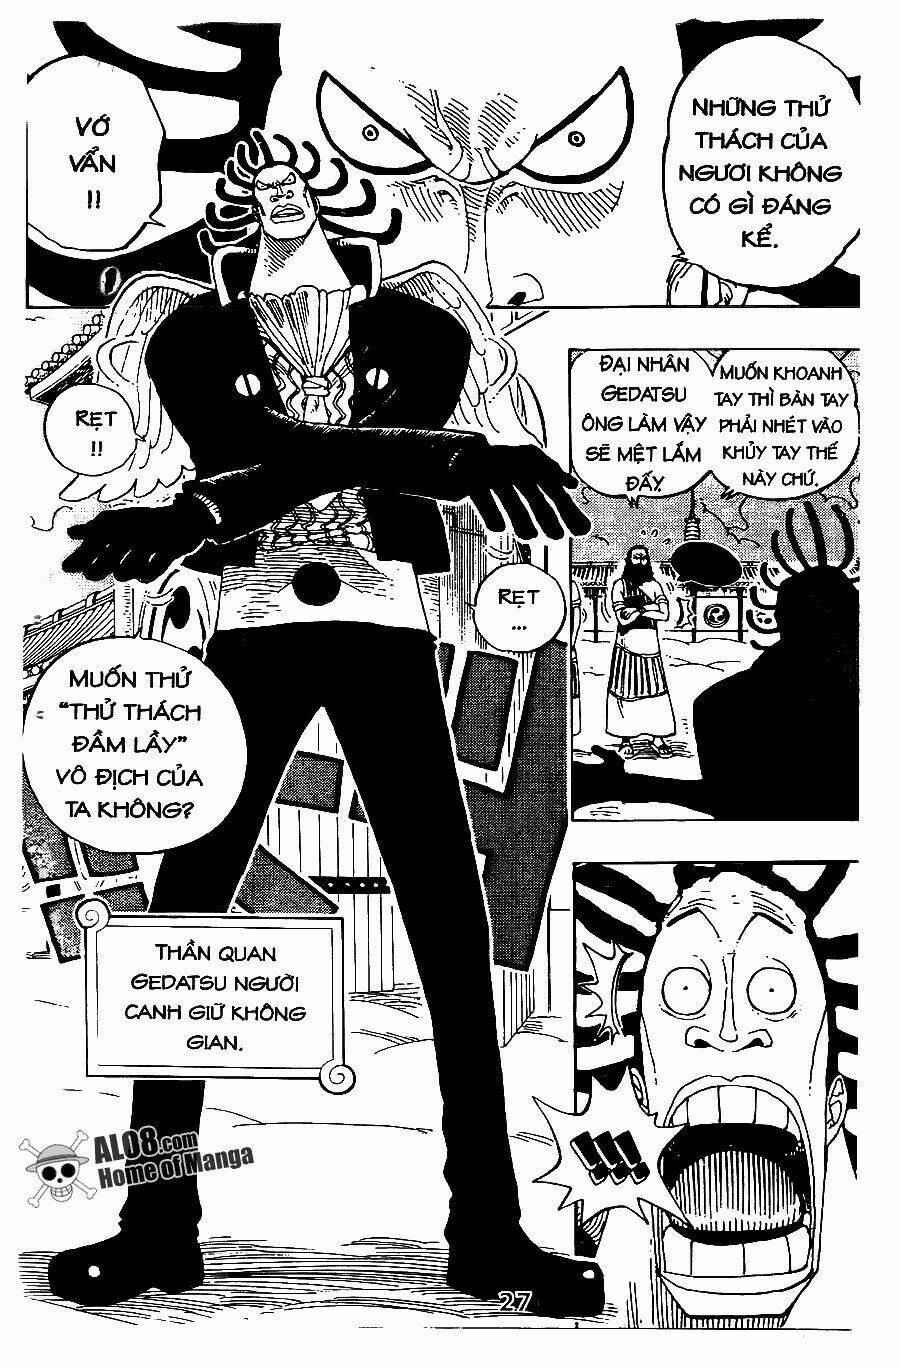 NHỮNG THỬ
THÁCH CỦA
NGƯƠI KHÔNG
CÓ GÌ ĐÁNG
KỂ.
VỚ
VẨN
!!
RẸT
!!
RẸT
...
MUỐN THỬ
“THỬ THÁCH
ĐẦM LẦY”
VÔ ĐỊCH CỦA
TA KHÔNG?
THẦN QUAN
GEDATSU NGƯỜI
CANH GIỮ KHÔNG
GIAN.
ĐẠI NHÂN
GEDATSU
ÔNG LÀM VẬY
SẼ MỆT LẮM
ĐẤY.
MUỐN KHOANH
TAY THÌ BÀN TAY
PHẢI NHÉT VÀO
KHỦY TAY THẾ
NÀY CHỨ.
!!!
ALO8.com
Home of Manga
27